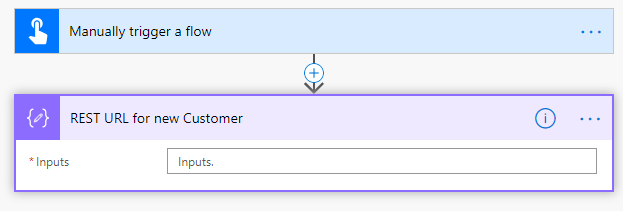 Manually trigger a flow
REST URL for new Customer
* Inputs
Inputs.